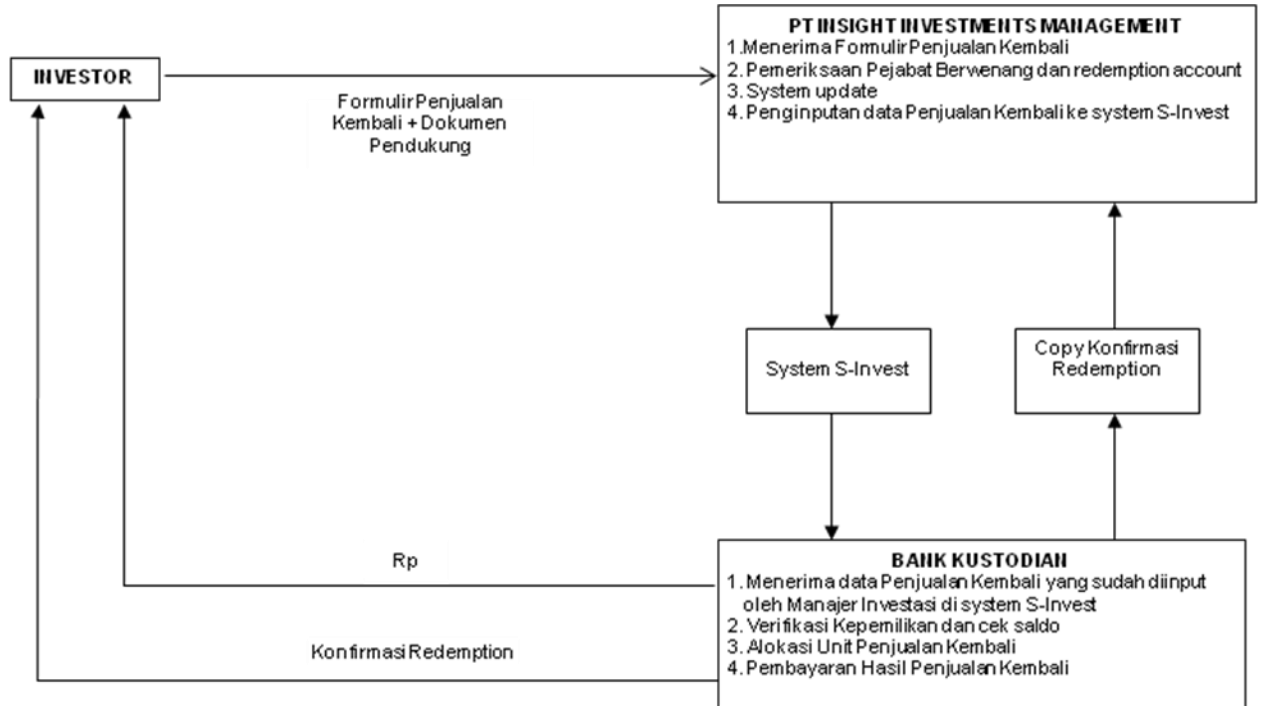 PT INSIGHT INVESTMENTS MANAGEMENT
1. Menerima Formulir Penjualan Kembali
2. Pemeriksaan Pejabat Berwenang dan redemption account
3. System update
4. Penginputan data Penjualan Kembali ke system S-Invest
INVESTOR
Formulir Penjualan
Kembali + Dokumen
Pendukung
System S-Invest
Copy Konfirmasi
Redemption
Rp
Konfirmasi Redemption
BANK KUSTODIAN
1. Menerima data Penjualan Kembali yang sudah diinput
oleh Manajer Investasi di system S-Invest
2. Verifikasi Kepemilikan dan cek saldo
3. Alokasi Unit Penjualan Kembali
4. Pembayaran Hasil Penjualan Kembali